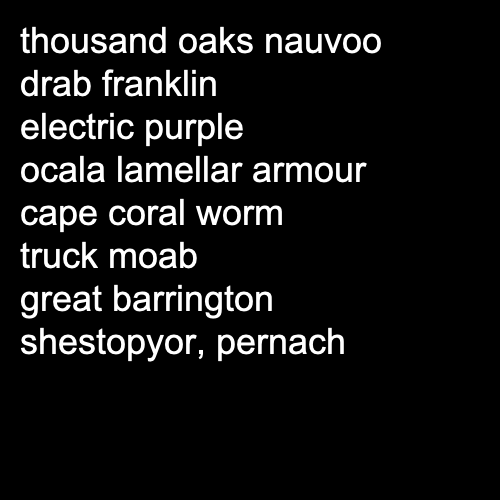 thousand oaks nauvoo
drab franklin
electric purple
ocala lamellar armour
cape coral worm
truck moab
great barrington
shestopyor, pernach